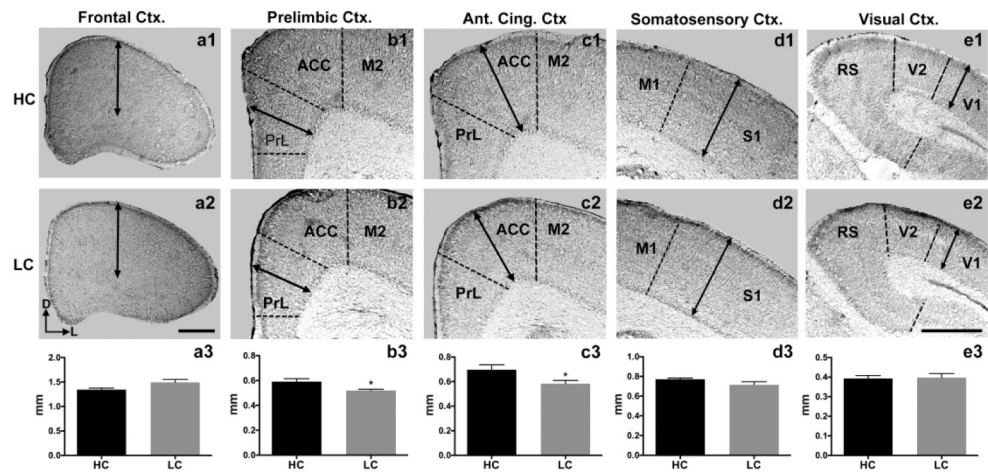 Frontal Ctx. Prelimbic Ctx. Ant. Cing. Ctx Somatosensory Ctx. Visual Ctx.
HC
a1
b1 ACC M2 PrL
c1 ACC M2 PrL
d1 M1 S1
e1 RS V2 V1
LC
a2 D L
b2 ACC M2 PrL
c2 ACC M2 PrL
d2 M1 S1
e2 RS V2 V1
a3
mm
2.0
1.5
1.0
0.5
0.0
HC LC
b3
mm
0.8
0.6
0.4
0.2
0.0
*
HC LC
c3
mm
0.8
0.6
0.4
0.2
0.0
*
HC LC
d3
mm
1.0
0.8
0.6
0.4
0.2
0.0
HC LC
e3
mm
0.5
0.4
0.3
0.2
0.1
0.0
HC LC